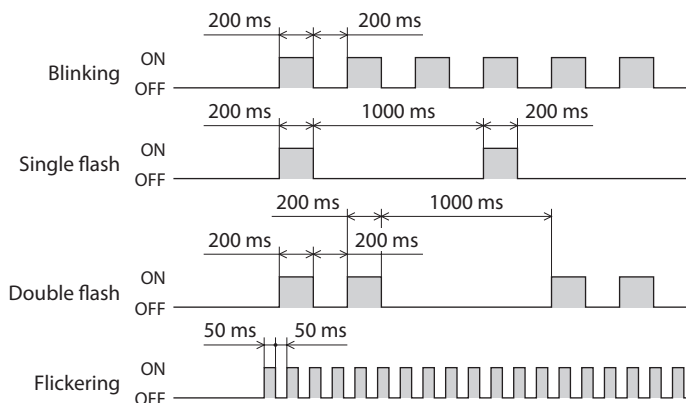 200 ms 200 ms
Blinking
ON
OFF
200 ms 1000 ms 200 ms
Single flash
ON
OFF
200 ms 1000 ms
200 ms 200 ms
Double flash
ON
OFF
50 ms 50 ms
Flickering
ON
OFF